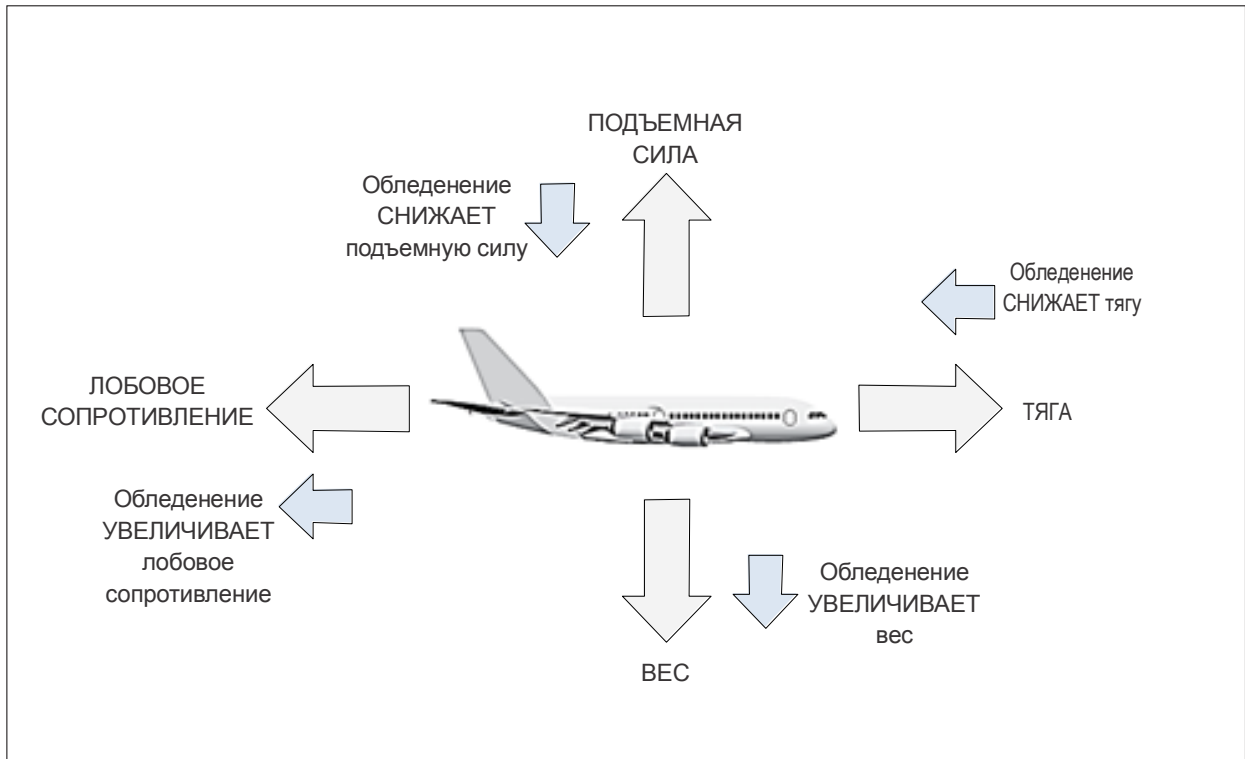 ПОДЪЕМНАЯ
СИЛА
Обледенение
СНИЖАЕТ
подъемную силу
Обледенение
СНИЖАЕТ тягу
ЛОБОВОЕ
СОПРОТИВЛЕНИЕ
ТЯГА
Обледенение
УВЕЛИЧИВАЕТ
лобовое
сопротивление
Обледенение
УВЕЛИЧИВАЕТ
вес
ВЕС